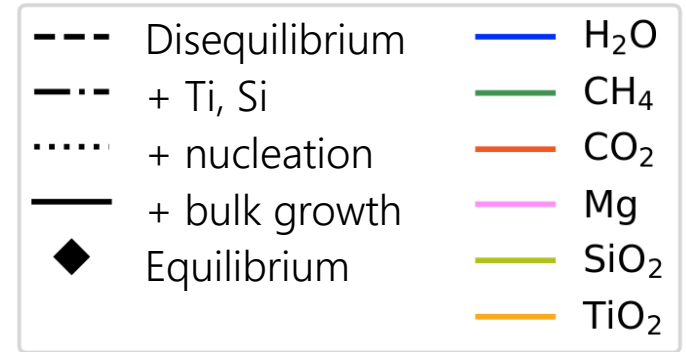 Disequilibrium
+ Ti, Si
+ nucleation
+ bulk growth
Equilibrium
H₂O
CH₄
CO₂
Mg
SiO₂
TiO₂